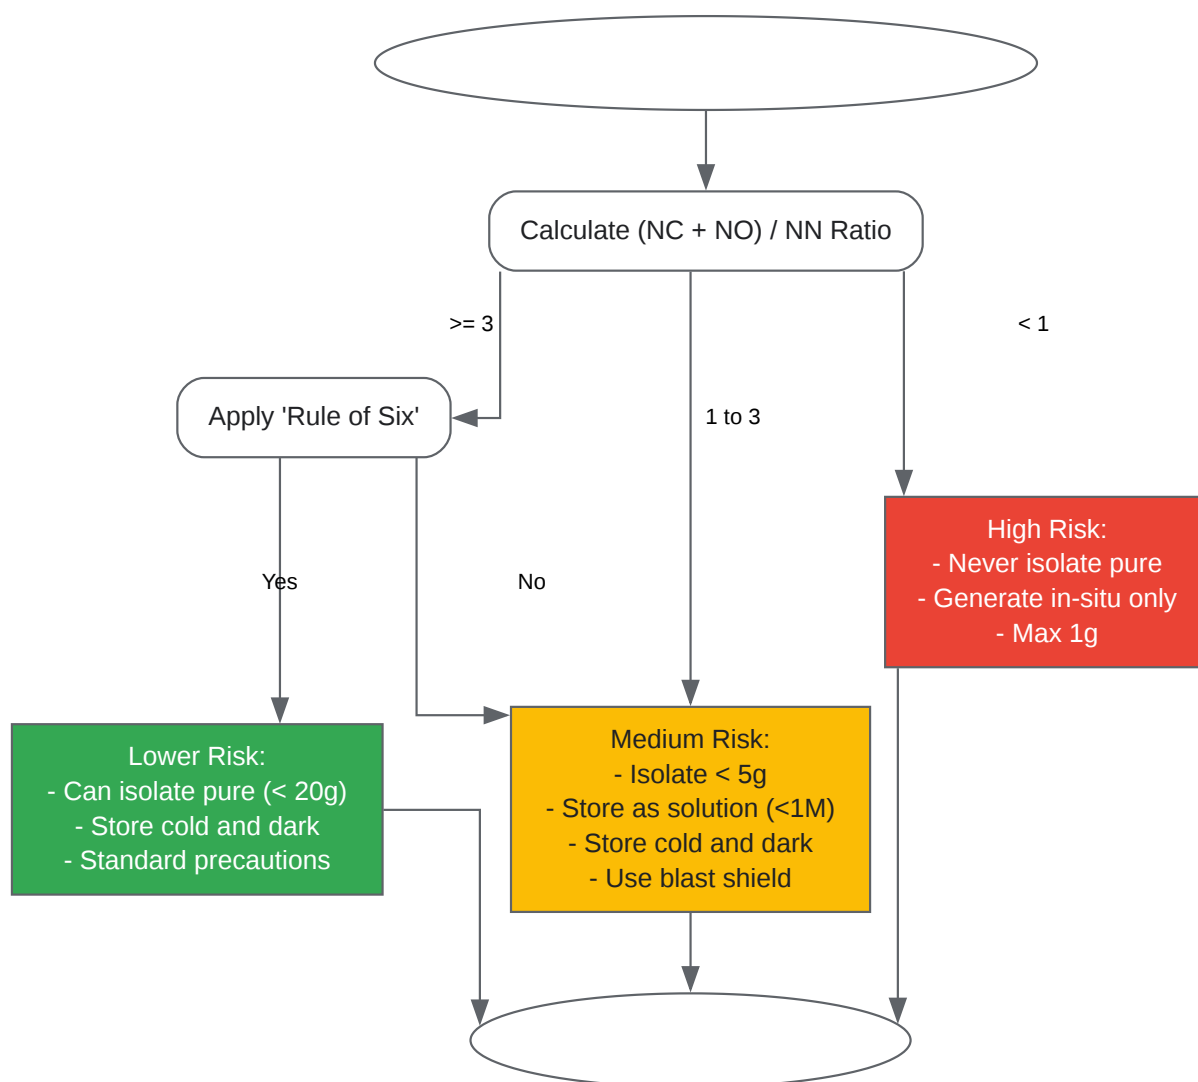 Calculate (NC + NO) / NN Ratio
>= 3
< 1
Apply 'Rule of Six'
1 to 3
High Risk:
- Never isolate pure
- Generate in-situ only
- Max 1g
Yes
No
Lower Risk:
- Can isolate pure (< 20g)
- Store cold and dark
- Standard precautions
Medium Risk:
- Isolate < 5g
- Store as solution (<1M)
- Store cold and dark
- Use blast shield